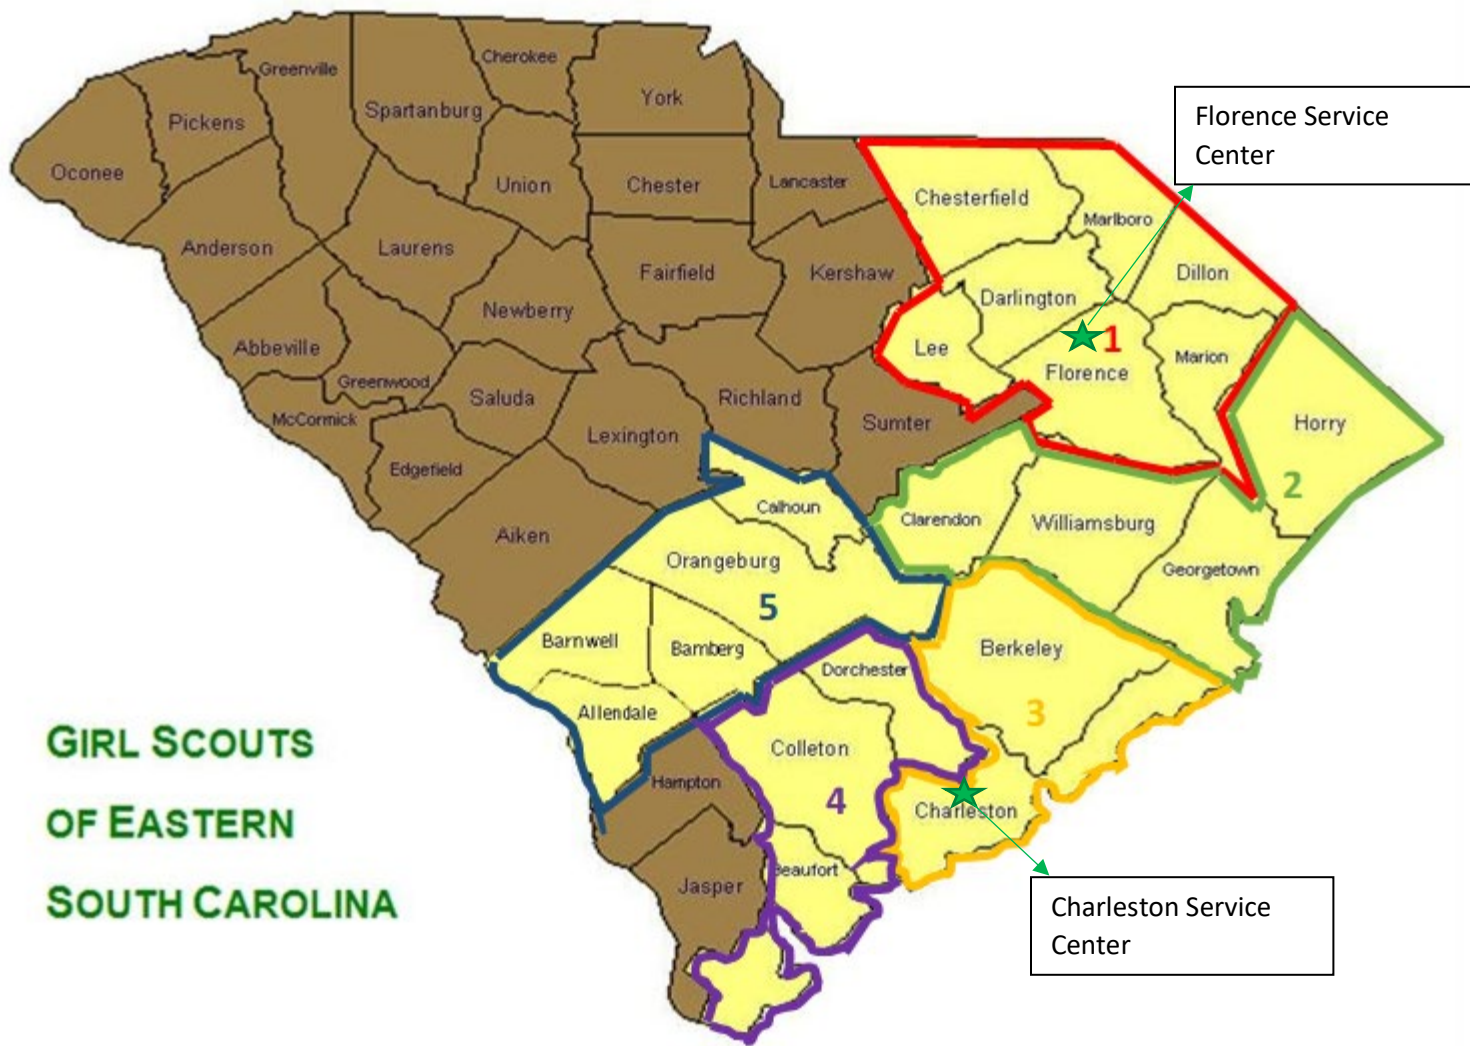 Cherokee
Greenville
York
Spartanburg
Pickens
Oconee
Union
Chester
Lancaster
Chesterfield
Marlboro
Florence Service
Center
Anderson
Laurens
Fairfield
Kershaw
Dillon
Darlington
Newberry
Abbeville
Lee
1
Marion
Florence
Greenwood
Saluda
Richland
McCormick
Lexington
Sumter
Horry
Edgefield
2
Calhoun
Clarendon
Williamsburg
Aiken
Orangeburg
Georgetown
5
Barnwell
Bamberg
Berkeley
Dorchester
Allendale
3
Colleton
Hampton
4
Charleston
Beaufort
Jasper
GIRL SCOUTS
OF EASTERN
SOUTH CAROLINA
Charleston Service
Center